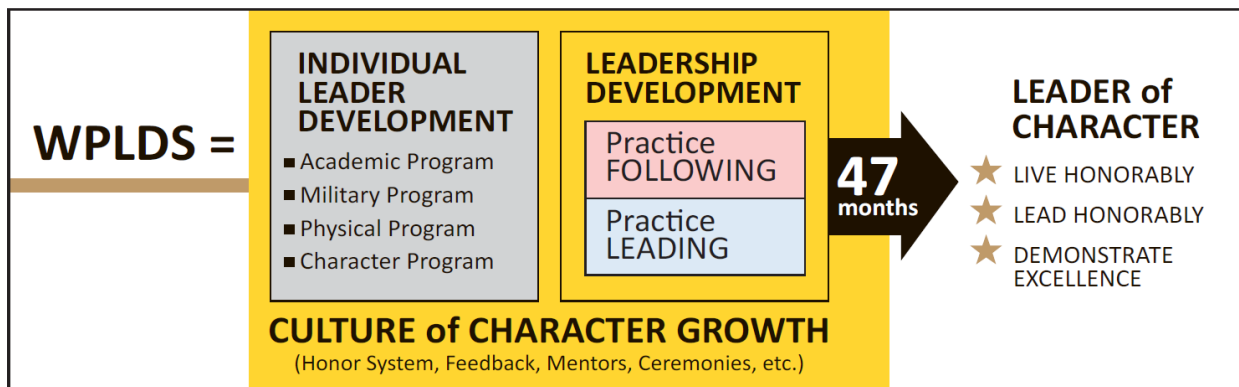 WPLDS =
INDIVIDUAL
LEADER
DEVELOPMENT
■ Academic Program
■ Military Program
■ Physical Program
■ Character Program
LEADERSHIP
DEVELOPMENT
Practice
FOLLOWING
Practice
LEADING
CULTURE of CHARACTER GROWTH
(Honor System, Feedback, Mentors, Ceremonies, etc.)
47
months
LEADER of
CHARACTER
LIVE HONORABLY
LEAD HONORABLY
DEMONSTRATE
EXCELLENCE